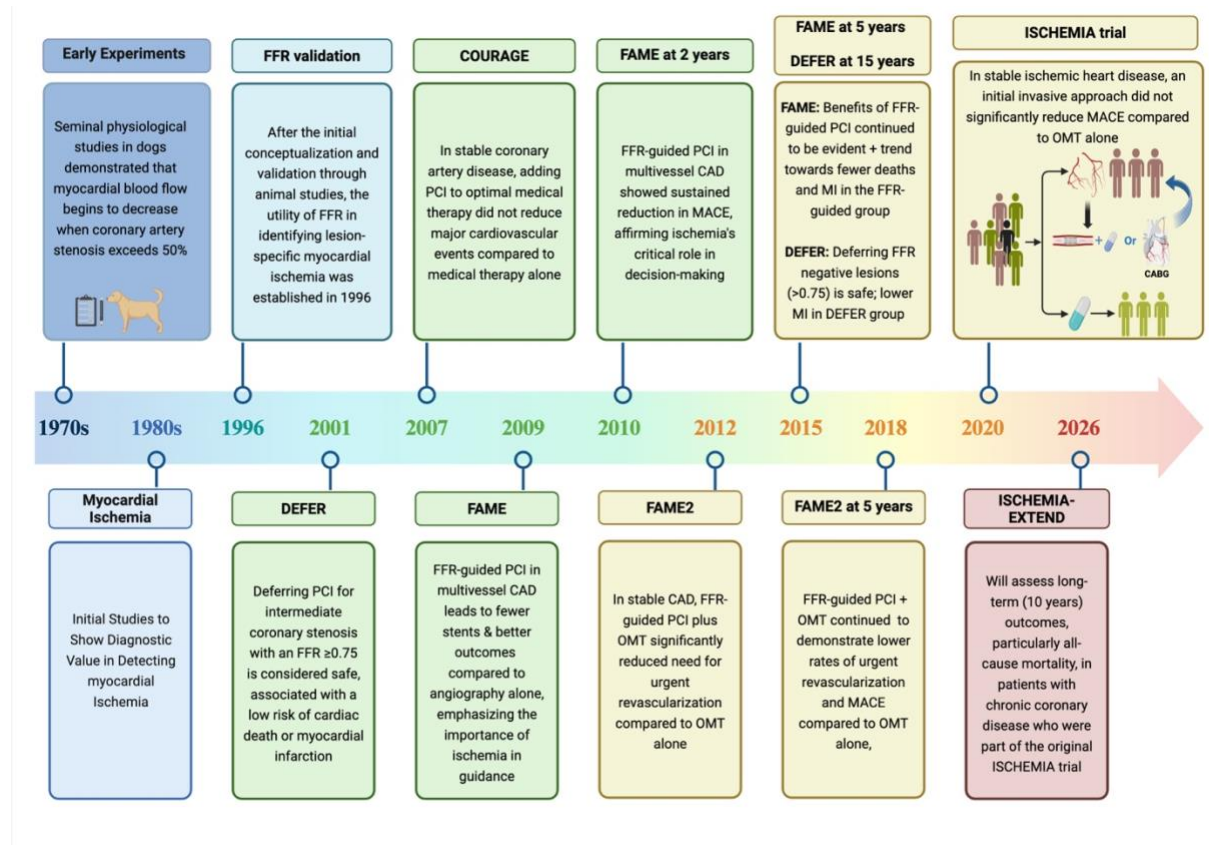 Early Experiments
Seminal physiological
studies in dogs
demonstrated that
myocardial blood flow
begins to decrease
when coronary artery
stenosis exceeds 50%
FFR validation
After the initial
conceptualization and
validation through
animal studies, the
utility of FFR in
identifying lesion-
specific myocardial
ischemia was
established in 1996
COURAGE
In stable coronary
artery disease, adding
PCI to optimal medical
therapy did not reduce
major cardiovascular
events compared to
medical therapy alone
FAME at 2 years
FFR-guided PCI in
multivessel CAD
showed sustained
reduction in MACE,
affirming ischemia's
critical role in
decision-making
FAME at 5 years
DEFER at 15 years
FAME: Benefits of FFR-
guided PCI continued
to be evident + trend
towards fewer deaths
and MI in the FFR-
guided group
DEFER: Deferring FFR
negative lesions
(>0.75) is safe; lower
MI in DEFER group
ISCHEMIA trial
In stable ischemic heart disease, an
initial invasive approach did not
significantly reduce MACE compared
to OMT alone
+ Or
CABG
1970s 1980s 1996 2001 2007 2009 2010 2012 2015 2018 2020 2026
Myocardial
Ischemia
Initial Studies to
Show Diagnostic
Value in Detecting
myocardial
Ischemia
DEFER
Deferring PCI for
intermediate
coronary stenosis
with an FFR ≥0.75
is considered safe,
associated with a
low risk of cardiac
death or myocardial
infarction
FAME
FFR-guided PCI in
multivessel CAD
leads to fewer
stents & better
outcomes
compared to
angiography alone,
emphasizing the
importance of
ischemia in
guidance
FAME2
In stable CAD, FFR-
guided PCI plus
OMT significantly
reduced need for
urgent
revascularization
compared to OMT
alone
FAME2 at 5 years
FFR-guided PCI +
OMT continued to
demonstrate lower
rates of urgent
revascularization
and MACE
compared to OMT
alone,
ISCHEMIA-
EXTEND
Will assess long-
term (10 years)
outcomes,
particularly all-
cause mortality, in
patients with
chronic coronary
disease who were
part of the original
ISCHEMIA trial